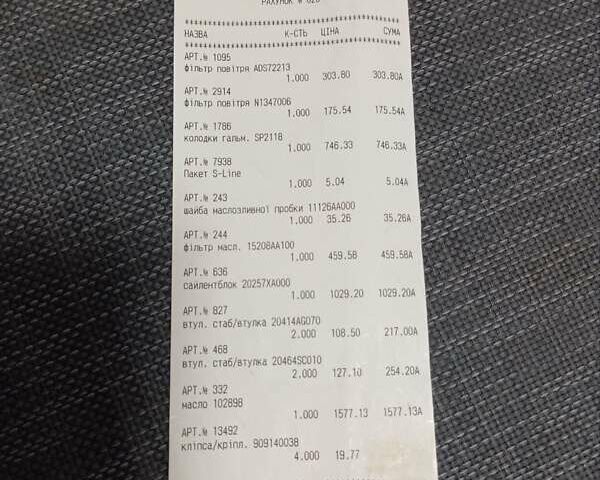 РАХУНОК № 020
********************************************
НАЗВА К-СТЬ ЦІНА СУМА
********************************************
АРТ.№ 1095
фільтр повітря ADS72213
1.000 303.80 303.80А
АРТ.№ 2914
фільтр повітря N1347006
1.000 175.54 175.54А
АРТ.№ 1786
колодки гальм. SP2118
1.000 746.33 746.33А
АРТ.№ 7938
Пакет S-Line
1.000 5.04 5.04А
АРТ.№ 243
шайба маслозливної пробки 11126AA000
1.000 35.26 35.26А
АРТ.№ 244
фільтр масл. 15208AA100
1.000 459.58 459.58А
АРТ.№ 636
сайлентблок 20257XA000
1.000 1029.20 1029.20А
АРТ.№ 827
втул. стаб/втулка 20414AG070
2.000 108.50 217.00А
АРТ.№ 468
втул. стаб/втулка 20464SC010
2.000 127.10 254.20А
АРТ.№ 332
масло 102898
1.000 1577.13 1577.13А
АРТ.№ 13492
кліпса/кріпл. 909140038
4.000 19.77